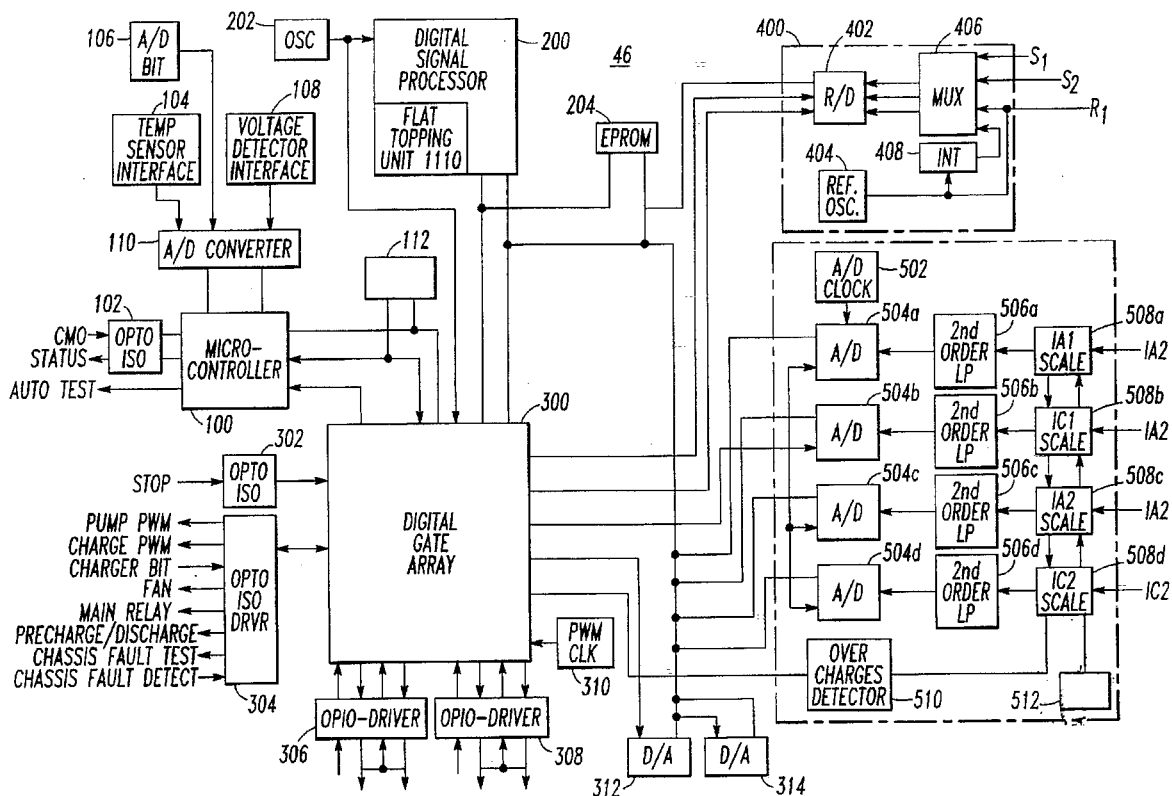 106
A/D
BIT
202
OSC
DIGITAL
SIGNAL
PROCESSOR
200
FLAT
TOPPING
UNIT 1110
46
204
EPROM
400
402
R/D
406
MUX
S1
S2
R1
404
REF.
OSC.
408
INT
104
TEMP
SENSOR
INTERFACE
108
VOLTAGE
DETECTOR
INTERFACE
110
A/D CONVERTER
112
102
OPTO
ISO
CMO
STATUS
AUTO TEST
MICRO-
CONTROLLER
100
300
302
OPTO
ISO
STOP
DIGITAL
GATE
ARRAY
PUMP PWM
CHARGE PWM
CHARGER BIT
FAN
MAIN RELAY
PRECHARGE/DISCHARGE
CHASSIS FAULT TEST
CHASSIS FAULT DETECT
OPTO
ISO
DRVR
304
PWM
CLK
310
OPIO-DRIVER
306
OPIO-DRIVER
308
D/A
312
D/A
314
A/D
CLOCK
502
504a
A/D
506a
2nd
ORDER
LP
508a
IA1
SCALE
IA2
504b
A/D
506b
2nd
ORDER
LP
508b
IC1
SCALE
IA2
504c
A/D
506c
2nd
ORDER
LP
508c
IA2
SCALE
IA2
504d
A/D
506d
2nd
ORDER
LP
508d
IC2
SCALE
IC2
OVER
CHARGES
DETECTOR
510
512